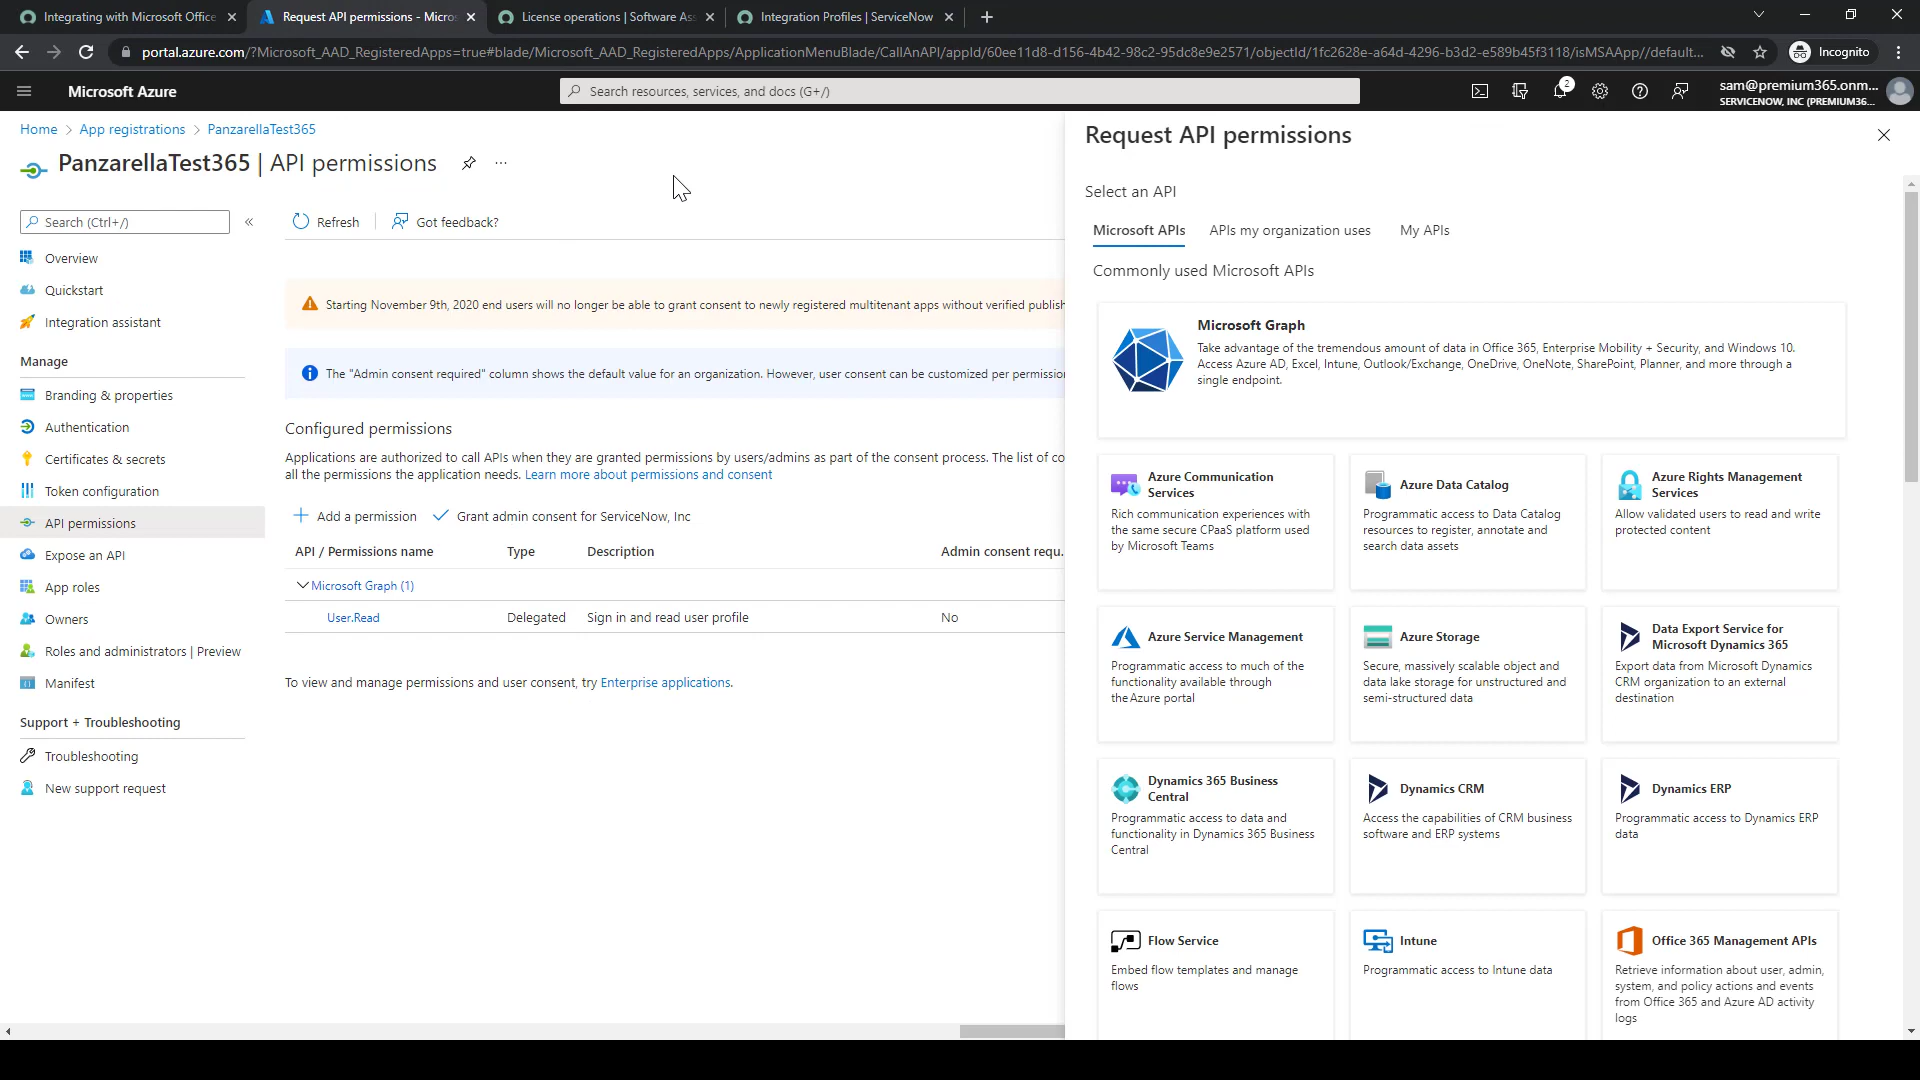 Integrating with Microsoft Office
Request API permissions - Micros
License operations | Software Ass
Integration Profiles | ServiceNow
portal.azure.com/?Microsoft_AAD_RegisteredApps=true#blade/Microsoft_AAD_RegisteredApps/ApplicationMenuBlade/CallAnAPI/appId/60ee11d8-d156-4b42-98c2-95dc8e9e2571/objectId/1fc2628e-a64d-4296-b3d2-e589b45f3118/isMSAApp//default...
Incognito
Microsoft Azure
Search resources, services, and docs (G+/)
2
sam@premium365.onm...
SERVICENOW, INC (PREMIUM36...
Home > App registrations > PanzarellaTest365
PanzarellaTest365 | API permissions
Search (Ctrl+/)
Overview
Quickstart
Integration assistant
Manage
Branding & properties
Authentication
Certificates & secrets
Token configuration
API permissions
Expose an API
App roles
Owners
Roles and administrators | Preview
Manifest
Support + Troubleshooting
Troubleshooting
New support request
Refresh
Got feedback?
Starting November 9th, 2020 end users will no longer be able to grant consent to newly registered multitenant apps without verified publish
The "Admin consent required" column shows the default value for an organization. However, user consent can be customized per permission
Configured permissions
Applications are authorized to call APIs when they are granted permissions by users/admins as part of the consent process. The list of co
all the permissions the application needs. Learn more about permissions and consent
Add a permission
Grant admin consent for ServiceNow, Inc
API / Permissions name Type Description Admin consent requ...
Microsoft Graph (1)
User.Read Delegated Sign in and read user profile No
To view and manage permissions and user consent, try Enterprise applications.
Request API permissions
Select an API
Microsoft APIs
APIs my organization uses
My APIs
Commonly used Microsoft APIs
Microsoft Graph
Take advantage of the tremendous amount of data in Office 365, Enterprise Mobility + Security, and Windows 10.
Access Azure AD, Excel, Intune, Outlook/Exchange, OneDrive, OneNote, SharePoint, Planner, and more through a
single endpoint.
Azure Communication
Services
Rich communication experiences with
the same secure CPaaS platform used
by Microsoft Teams
Azure Data Catalog
Programmatic access to Data Catalog
resources to register, annotate and
search data assets
Azure Rights Management
Services
Allow validated users to read and write
protected content
Azure Service Management
Programmatic access to much of the
functionality available through
the Azure portal
Azure Storage
Secure, massively scalable object and
data lake storage for unstructured and
semi-structured data
Data Export Service for
Microsoft Dynamics 365
Export data from Microsoft Dynamics
CRM organization to an external
destination
Dynamics 365 Business
Central
Programmatic access to data and
functionality in Dynamics 365 Business
Central
Dynamics CRM
Access the capabilities of CRM business
software and ERP systems
Dynamics ERP
Programmatic access to Dynamics ERP
data
Flow Service
Embed flow templates and manage
flows
Intune
Programmatic access to Intune data
Office 365 Management APIs
Retrieve information about user, admin,
system, and policy actions and events
from Office 365 and Azure AD activity
logs